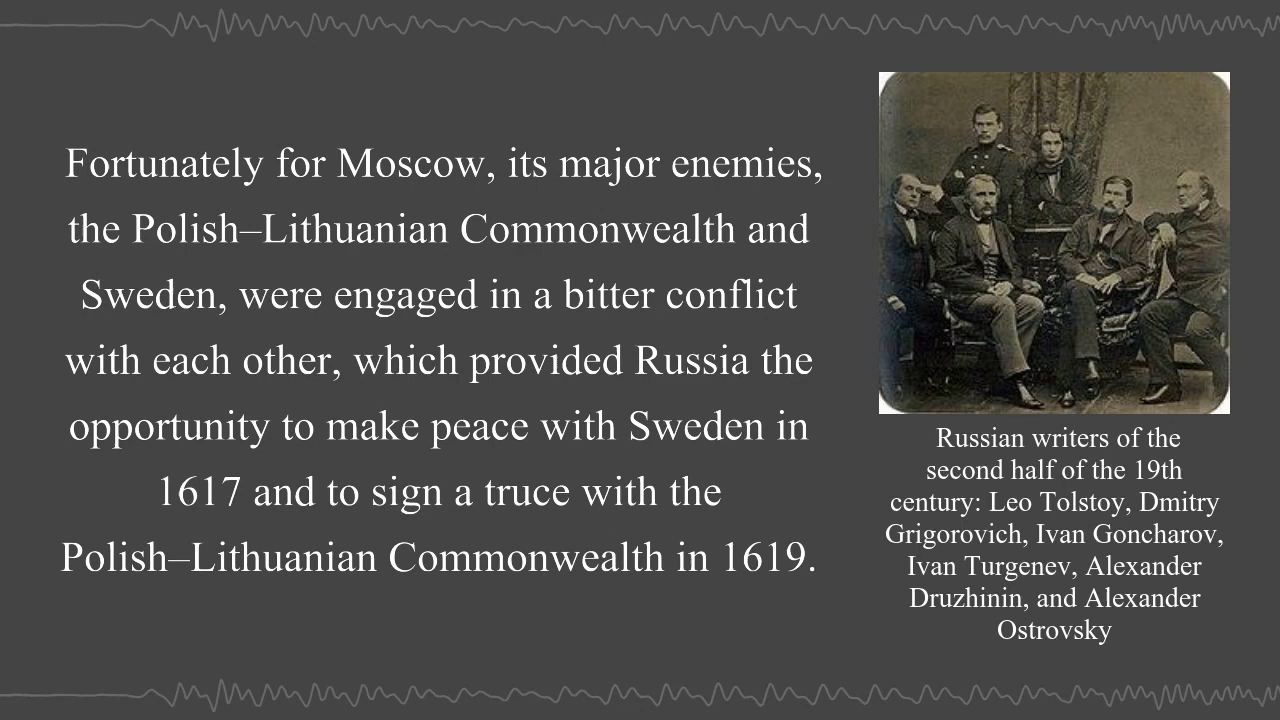 Fortunately for Moscow, its major enemies,
the Polish–Lithuanian Commonwealth and
Sweden, were engaged in a bitter conflict
with each other, which provided Russia the
opportunity to make peace with Sweden in
1617 and to sign a truce with the
Polish–Lithuanian Commonwealth in 1619.
Russian writers of the
second half of the 19th
century: Leo Tolstoy, Dmitry
Grigorovich, Ivan Goncharov,
Ivan Turgenev, Alexander
Druzhinin, and Alexander
Ostrovsky